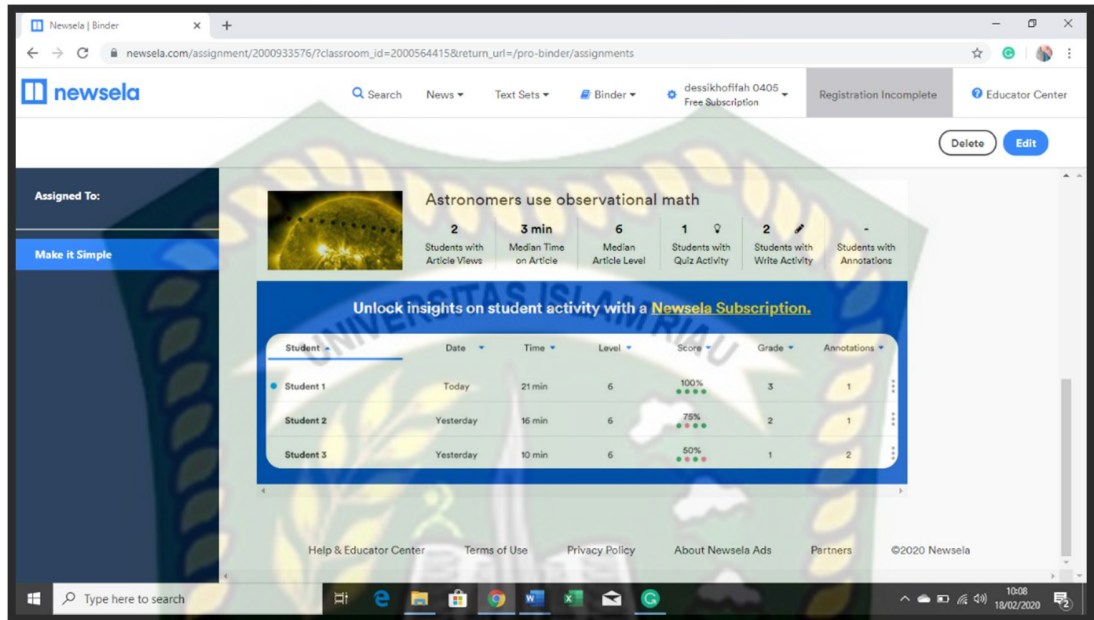 Newsela | Binder
newsela.com/assignment/2000933576/?classroom_id=2000564415&return_url=/pro-binder/assignments
newsela
Search News Text Sets Binder dessikhofifah 0405 Registration Incomplete Educator Center
Free Subscription
Delete Edit
Assigned To:
Make it Simple
Astronomers use observational math
2 3 min 6 1 2 -
Students with Median Time Median Students with Students with Students with
Article Views on Article Article Level Quiz Activity Write Activity Annotations
UNIVERSITAS ISLAM RIAU
Unlock insights on student activity with a Newsela Subscription.
Student Date Time Level Score Grade Annotations
Student 1 Today 21 min 6 100% 3 1
Student 2 Yesterday 16 min 6 75% 2 1
Student 3 Yesterday 10 min 6 50% 1 2
Help & Educator Center Terms of Use Privacy Policy About Newsela Ads Partners ©2020 Newsela
Type here to search
10:08
18/02/2020
2